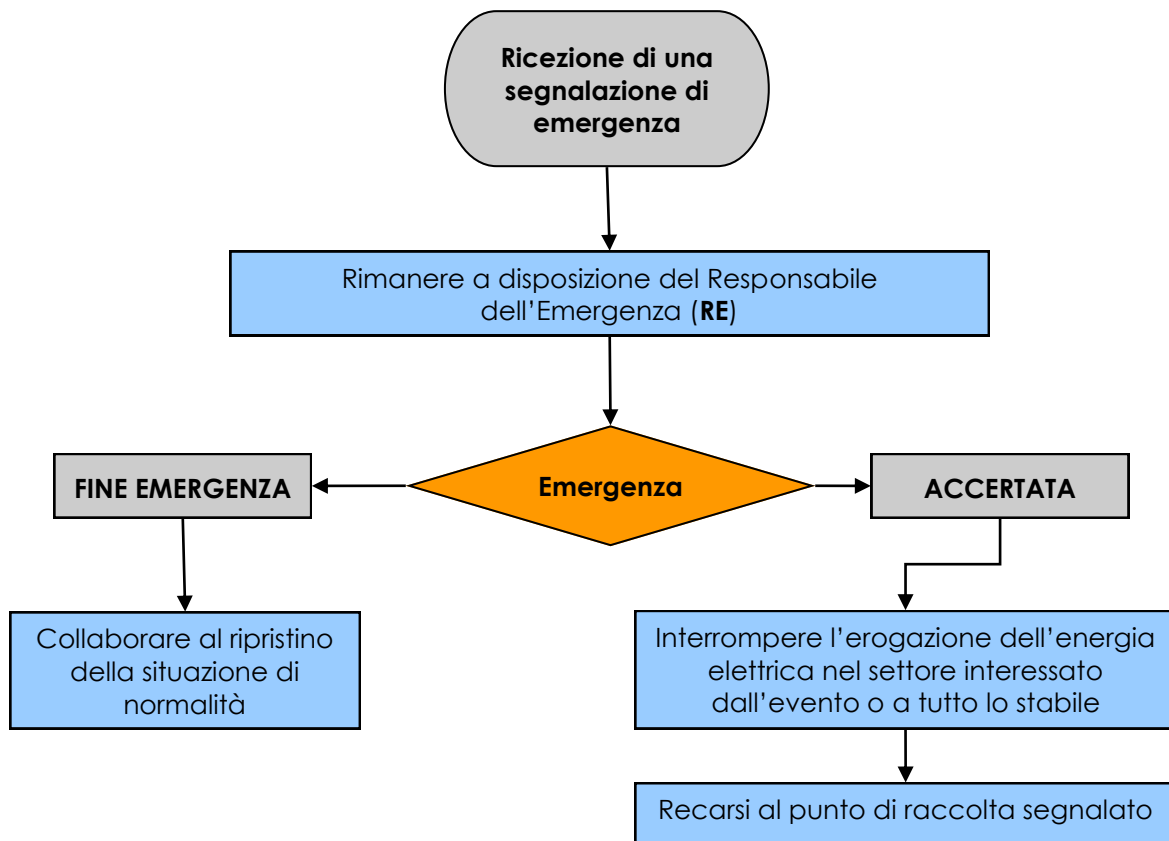 Ricezione di una
segnalazione di
emergenza
Rimanere a disposizione del Responsabile
dell’Emergenza (RE)
FINE EMERGENZA
Emergenza
ACCERTATA
Collaborare al ripristino
della situazione di
normalità
Interrompere l’erogazione dell’energia
elettrica nel settore interessato
dall’evento o a tutto lo stabile
Recarsi al punto di raccolta segnalato